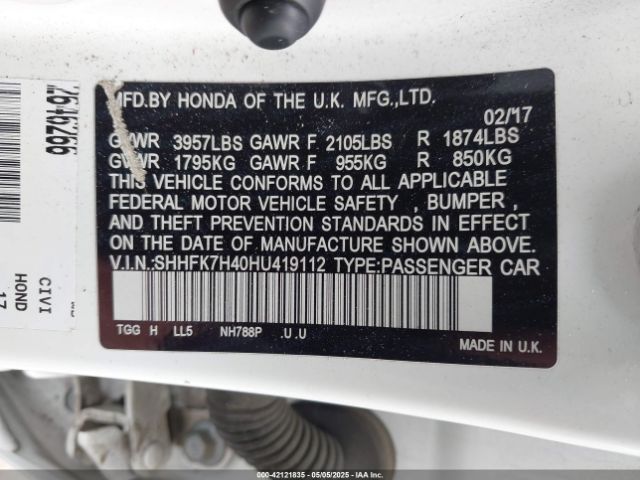 MFD.BY HONDA OF THE U.K. MFG.,LTD.
02/17
GVWR 3957LBS GAWR F 2105LBS R 1874LBS
GVWR 1795KG GAWR F 955KG R 850KG
THIS VEHICLE CONFORMS TO ALL APPLICABLE
FEDERAL MOTOR VEHICLE SAFETY , BUMPER ,
AND THEFT PREVENTION STANDARDS IN EFFECT
ON THE DATE OF MANUFACTURE SHOWN ABOVE.
V.I.N.:SHHFK7H40HU419112 TYPE:PASSENGER CAR
TGG H LL5 NH788P .U.U
MADE IN U.K.
CIVI
HOND
17
000-42121835 - 05/05/2025 - IAAI.com